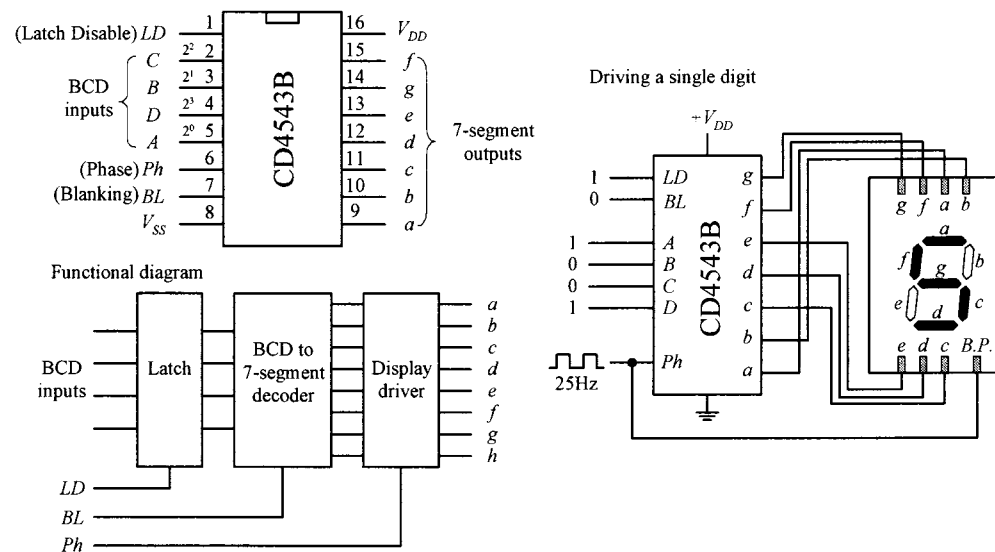 (Latch Disable) LD 1 16 V_DD
C 2² 2 15 f
B 2¹ 3 14 g
BCD inputs
D 2³ 4 13 e
A 2⁰ 5 12 d
7-segment outputs
(Phase) Ph 6 11 c
(Blanking) BL 7 10 b
V_SS 8 9 a
CD4543B
Functional diagram
BCD inputs
Latch
BCD to
7-segment
decoder
Display
driver
a
b
c
d
e
f
g
h
LD
BL
Ph
Driving a single digit
+V_DD
1 LD g
0 BL f
1 A e
0 B d
0 C c
1 D b
Ph a
25Hz
CD4543B
g f a b
a
f b
g
e c
d
e d c B.P.